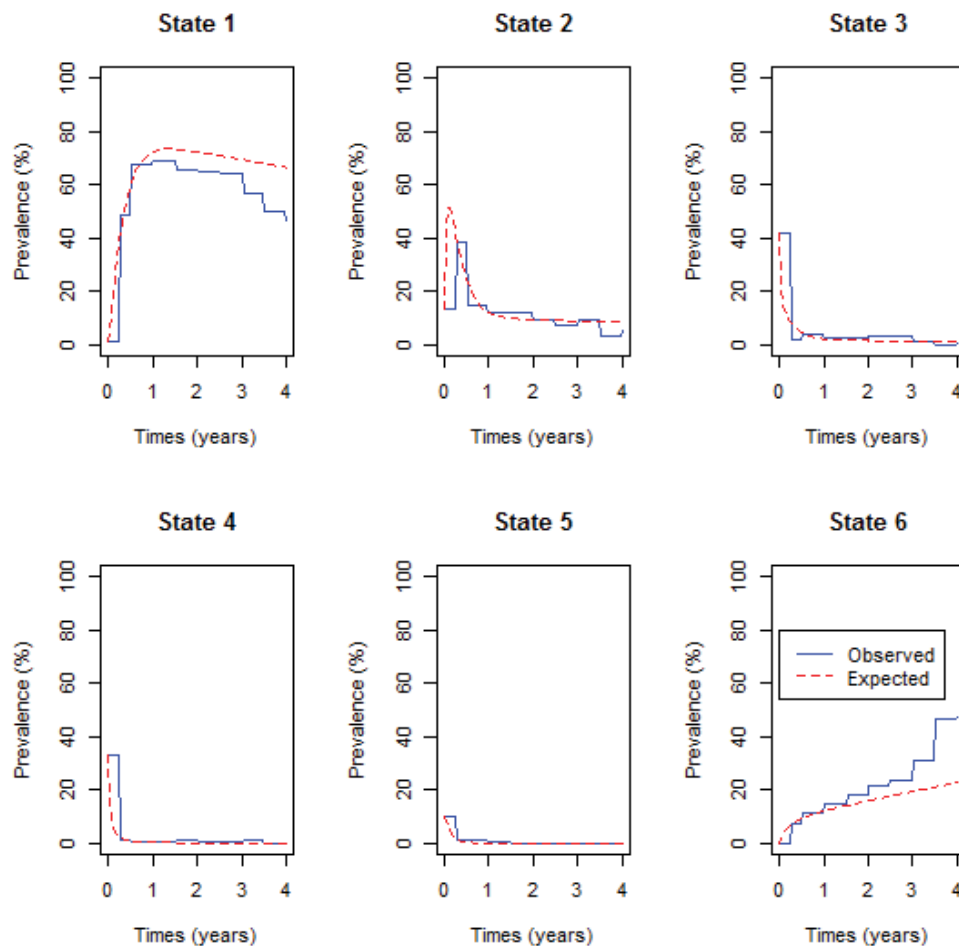 State 1
State 2
State 3
Prevalence (%)
100
80
60
40
20
0
0 1 2 3 4
Times (years)
Prevalence (%)
100
80
60
40
20
0
0 1 2 3 4
Times (years)
Prevalence (%)
100
80
60
40
20
0
0 1 2 3 4
Times (years)
State 4
State 5
State 6
Prevalence (%)
100
80
60
40
20
0
0 1 2 3 4
Times (years)
Prevalence (%)
100
80
60
40
20
0
0 1 2 3 4
Times (years)
Prevalence (%)
100
80
60
40
20
0
Observed
Expected
0 1 2 3 4
Times (years)